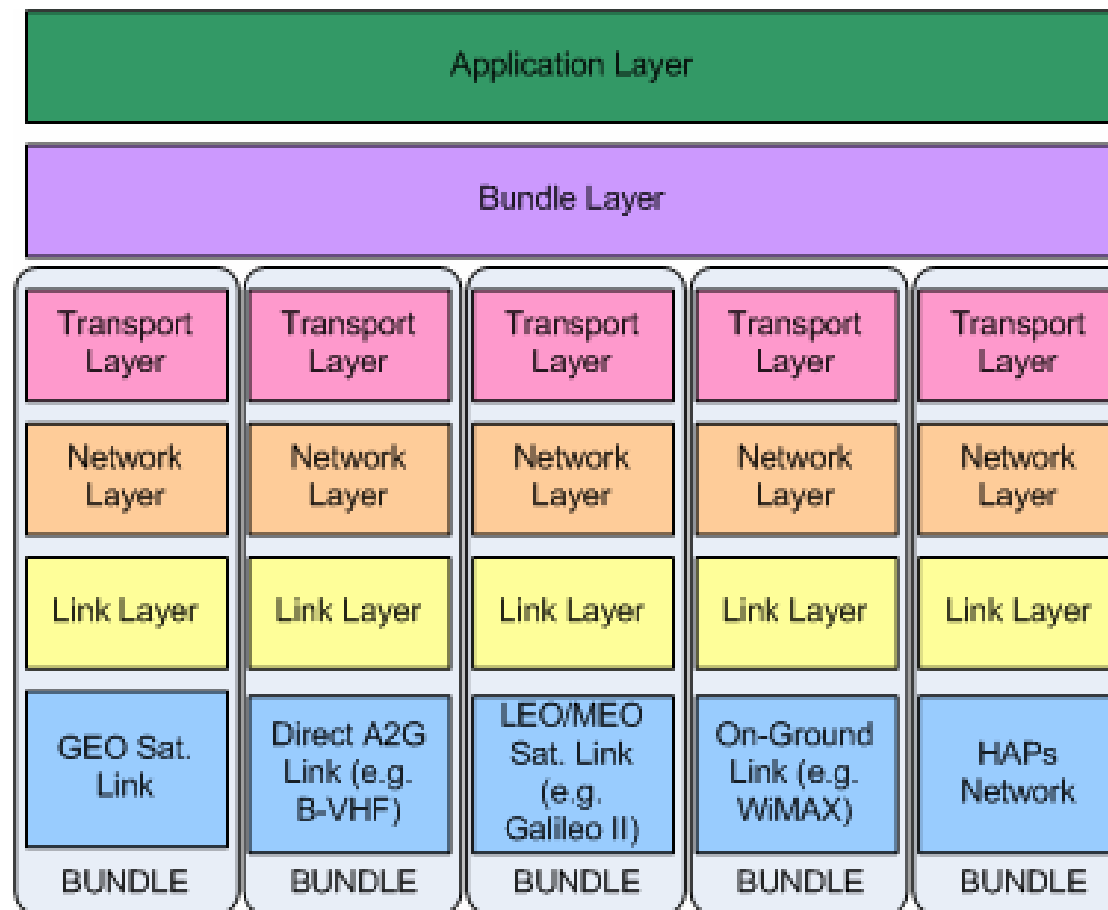 Application Layer
Bundle Layer
Transport
Layer
Network
Layer
Link Layer
GEO Sat.
Link
BUNDLE
Transport
Layer
Network
Layer
Link Layer
Direct A2G
Link (e.g.
B-VHF)
BUNDLE
Transport
Layer
Network
Layer
Link Layer
LEO/MEO
Sat. Link
(e.g.
Galileo II)
BUNDLE
Transport
Layer
Network
Layer
Link Layer
On-Ground
Link (e.g.
WiMAX)
BUNDLE
Transport
Layer
Network
Layer
Link Layer
HAPs
Network
BUNDLE